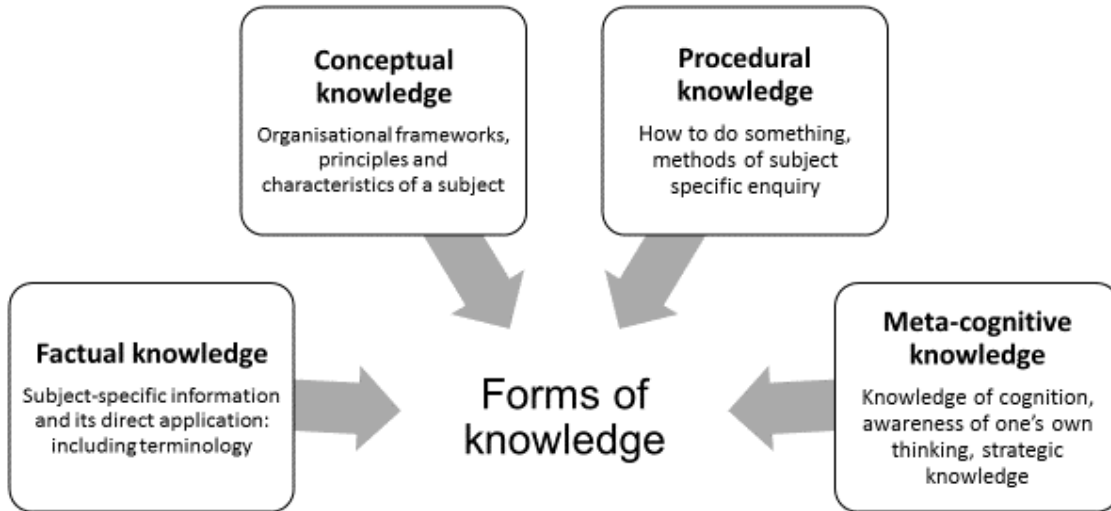 Conceptual
knowledge
Organisational frameworks,
principles and
characteristics of a subject
Procedural
knowledge
How to do something,
methods of subject
specific enquiry
Factual knowledge
Subject-specific information
and its direct application:
including terminology
Meta-cognitive
knowledge
Knowledge of cognition,
awareness of one's own
thinking, strategic
knowledge
Forms of
knowledge